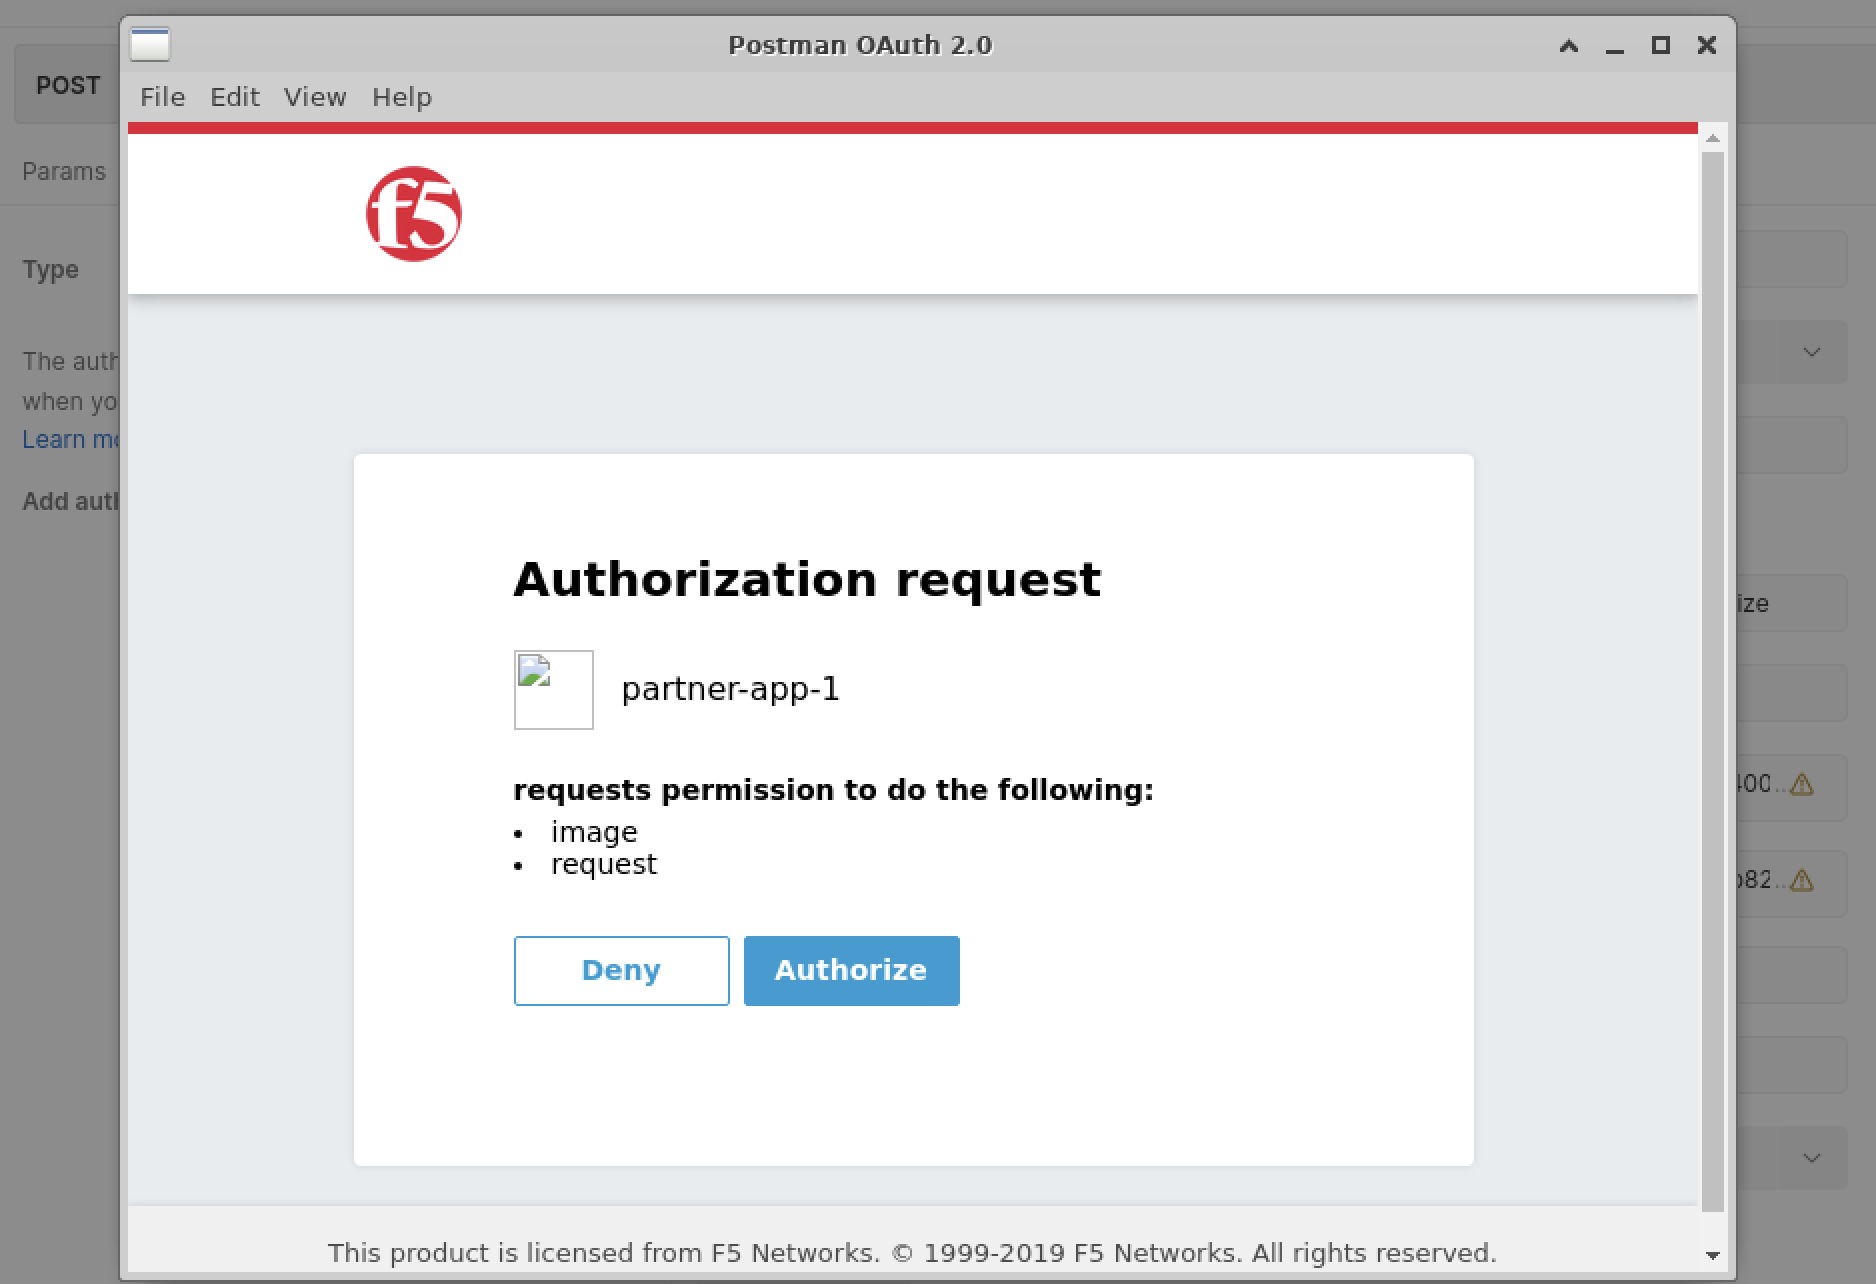 Postman OAuth 2.0
POST
File Edit View Help
Params
f5
Type
The auth
when yo
Learn mo
Add auth
Authorization request
ize
partner-app-1
400...
requests permission to do the following:
• image
• request
b82...
Deny Authorize
This product is licensed from F5 Networks. © 1999-2019 F5 Networks. All rights reserved.